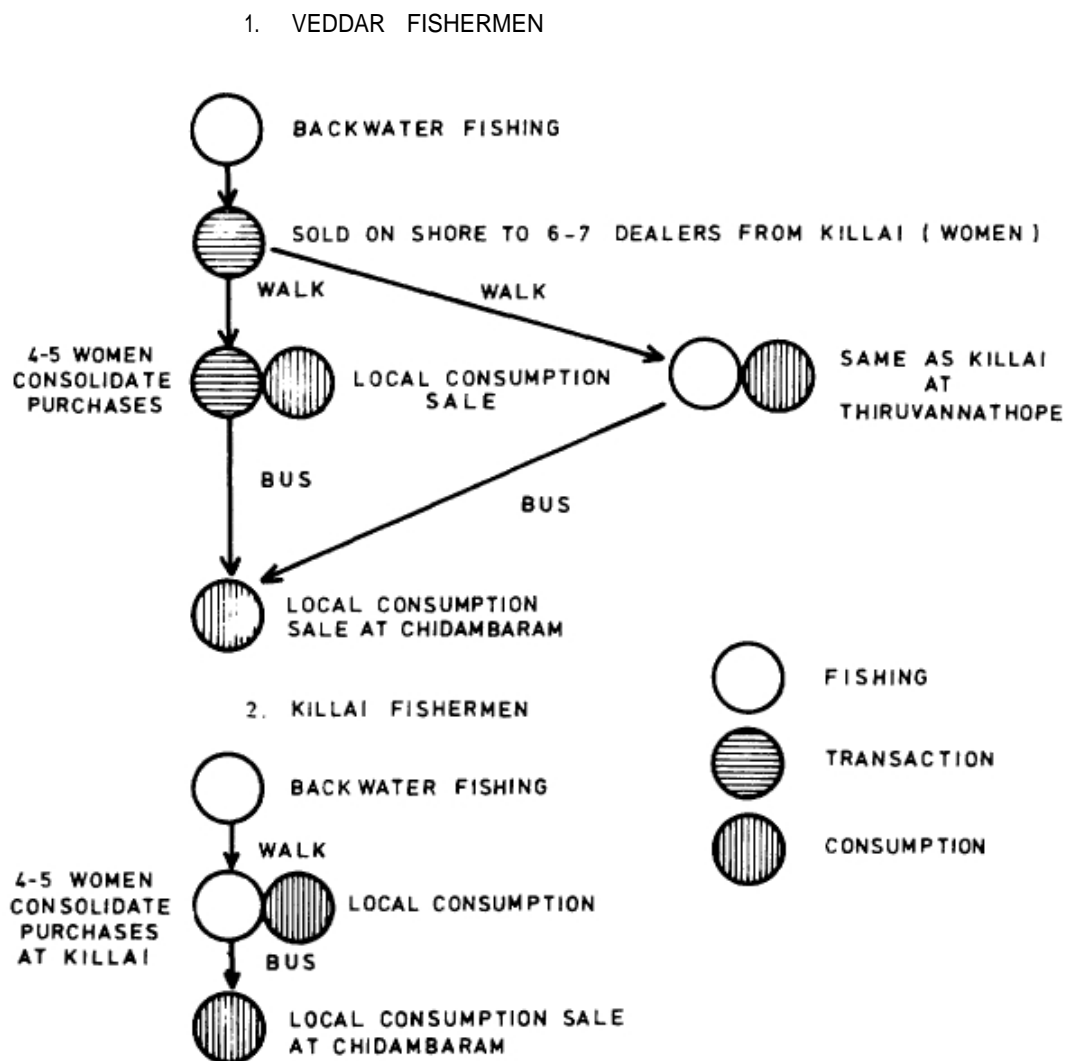 1. VEDDAR FISHERMEN
BACKWATER FISHING
SOLD ON SHORE TO 6-7 DEALERS FROM KILLAI ( WOMEN )
WALK
WALK
4-5 WOMEN
CONSOLIDATE
PURCHASES
LOCAL CONSUMPTION
SALE
SAME AS KILLAI
AT
THIRUVANNATHOPE
BUS
BUS
LOCAL CONSUMPTION
SALE AT CHIDAMBARAM
FISHING
TRANSACTION
CONSUMPTION
2. KILLAI FISHERMEN
BACKWATER FISHING
WALK
4-5 WOMEN
CONSOLIDATE
PURCHASES
AT KILLAI
LOCAL CONSUMPTION
BUS
LOCAL CONSUMPTION SALE
AT CHIDAMBARAM